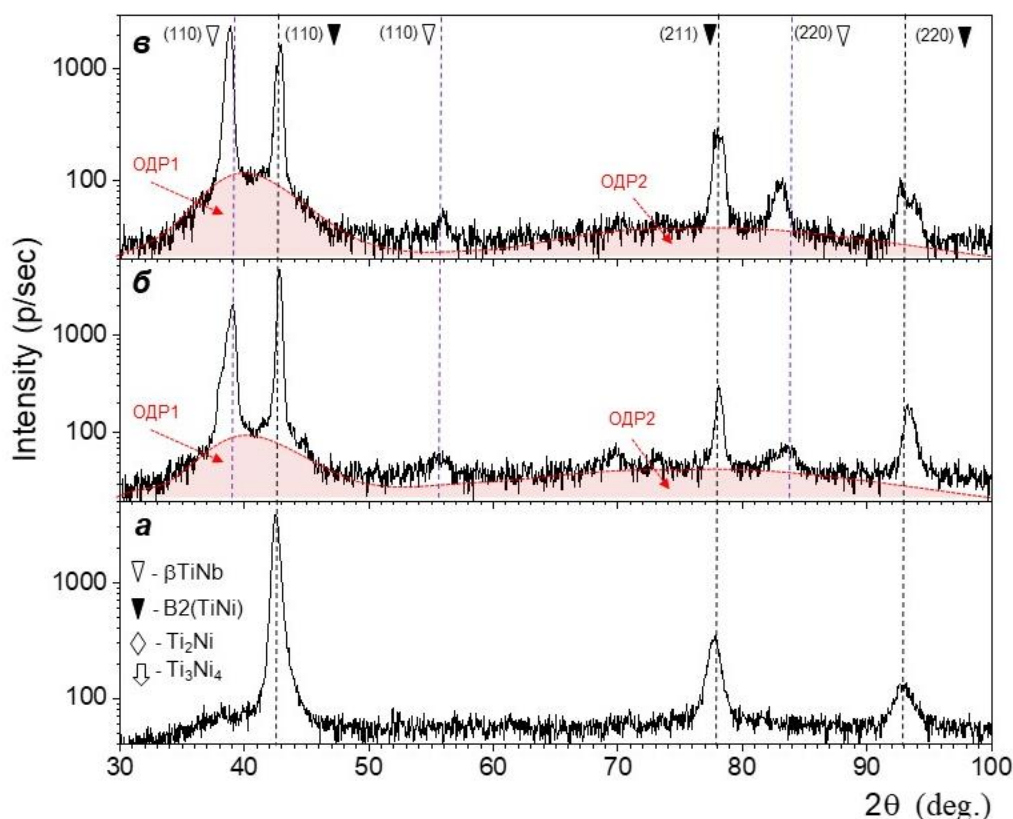 в
(110) ▽
(110) ▼
(110) ▽
(211) ▼
(220) ▽
(220) ▼
1000
100
ОДР1
ОДР2
б
1000
100
ОДР1
ОДР2
а
1000
100
▽ - βTiNb
▼ - B2(TiNi)
◇ - Ti₂Ni
⇩ - Ti₃Ni₄
Intensity (p/sec)
30 40 50 60 70 80 90 100
2θ (deg.)